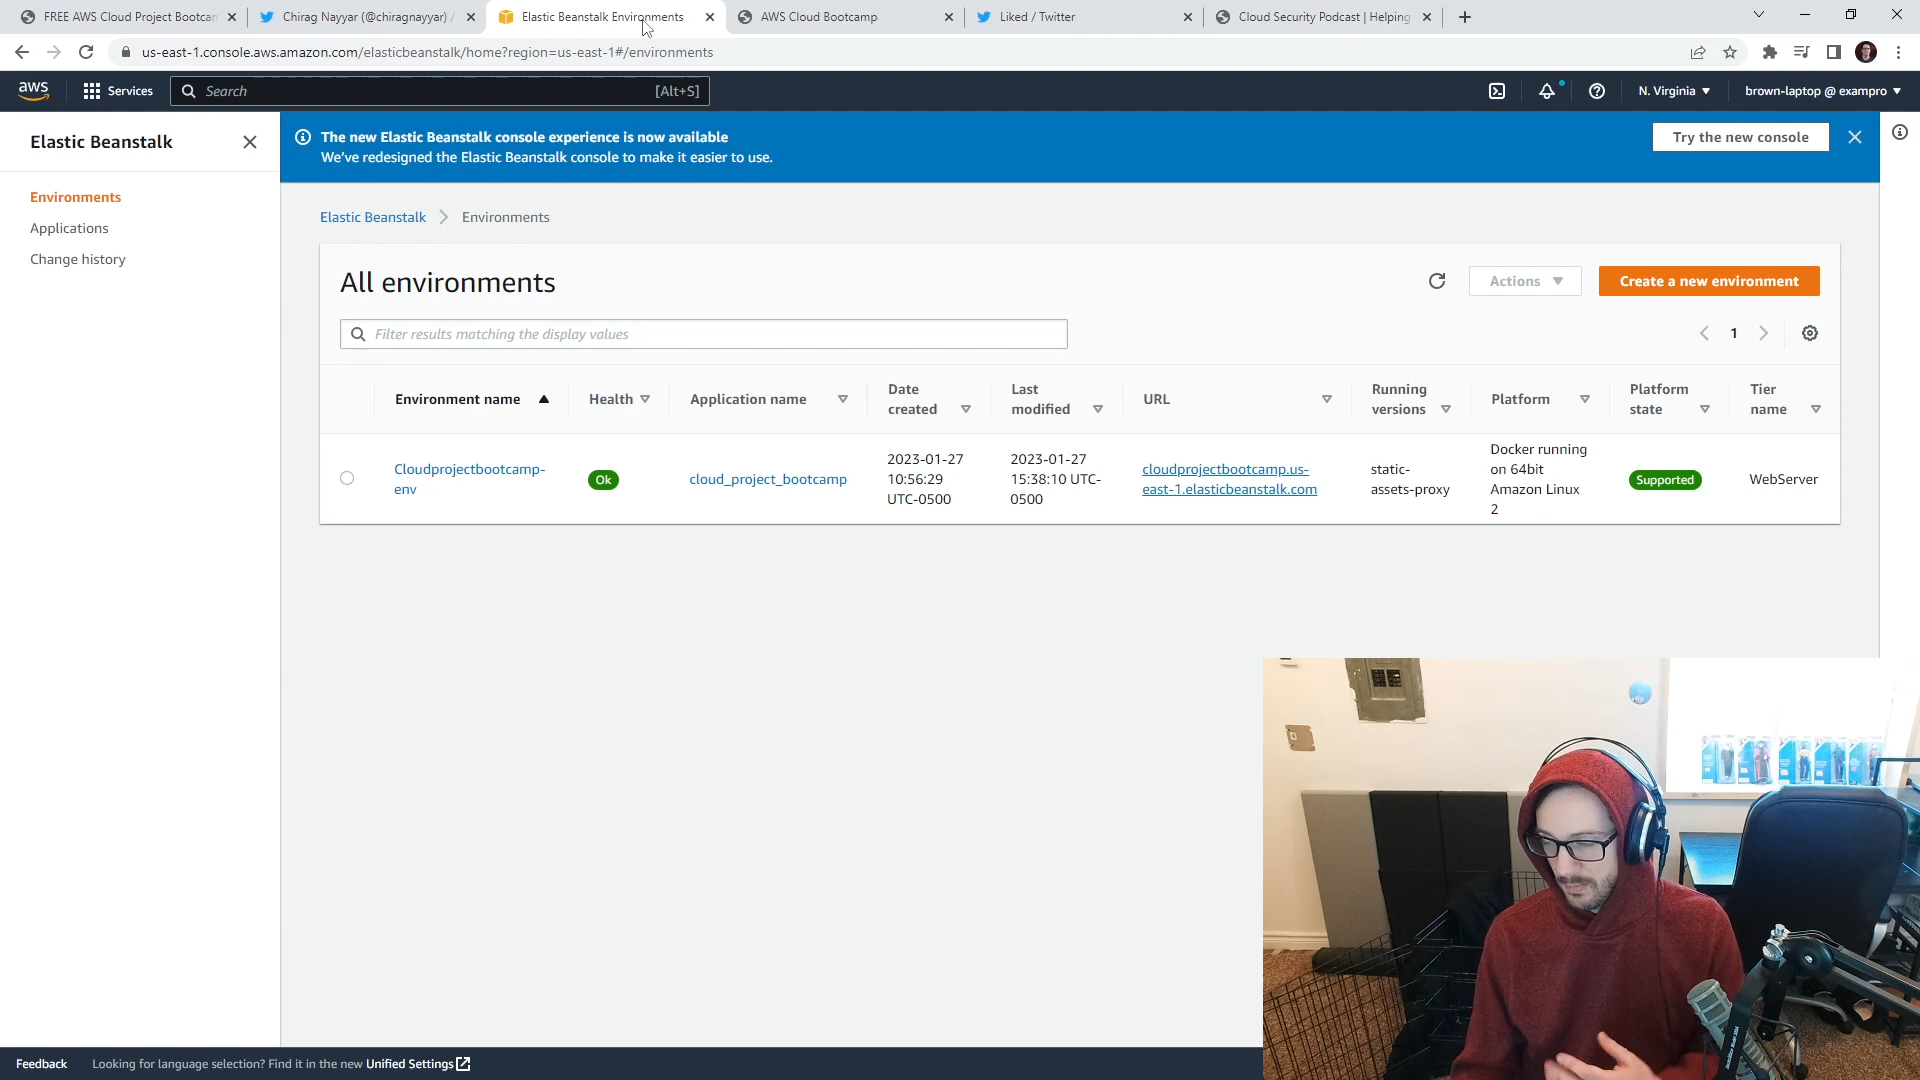 FREE AWS Cloud Project Bootcam
Chirag Nayyar (@chiragnayyar) /
Elastic Beanstalk Environments
AWS Cloud Bootcamp
Liked / Twitter
Cloud Security Podcast | Helping
us-east-1.console.aws.amazon.com/elasticbeanstalk/home?region=us-east-1#/environments
aws
Services
Search
[Alt+S]
N. Virginia
brown-laptop @ exampro
Elastic Beanstalk
The new Elastic Beanstalk console experience is now available
We've redesigned the Elastic Beanstalk console to make it easier to use.
Try the new console
Environments
Applications
Change history
Elastic Beanstalk
Environments
All environments
Actions
Create a new environment
Filter results matching the display values
1
Environment name
Health
Application name
Date
created
Last
modified
URL
Running
versions
Platform
Platform
state
Tier
name
Cloudprojectbootcamp-
env
Ok
cloud_project_bootcamp
2023-01-27
10:56:29
UTC-0500
2023-01-27
15:38:10 UTC-
0500
cloudprojectbootcamp.us-
east-1.elasticbeanstalk.com
static-
assets-proxy
Docker running
on 64bit
Amazon Linux
2
Supported
WebServer
Feedback
Looking for language selection? Find it in the new Unified Settings